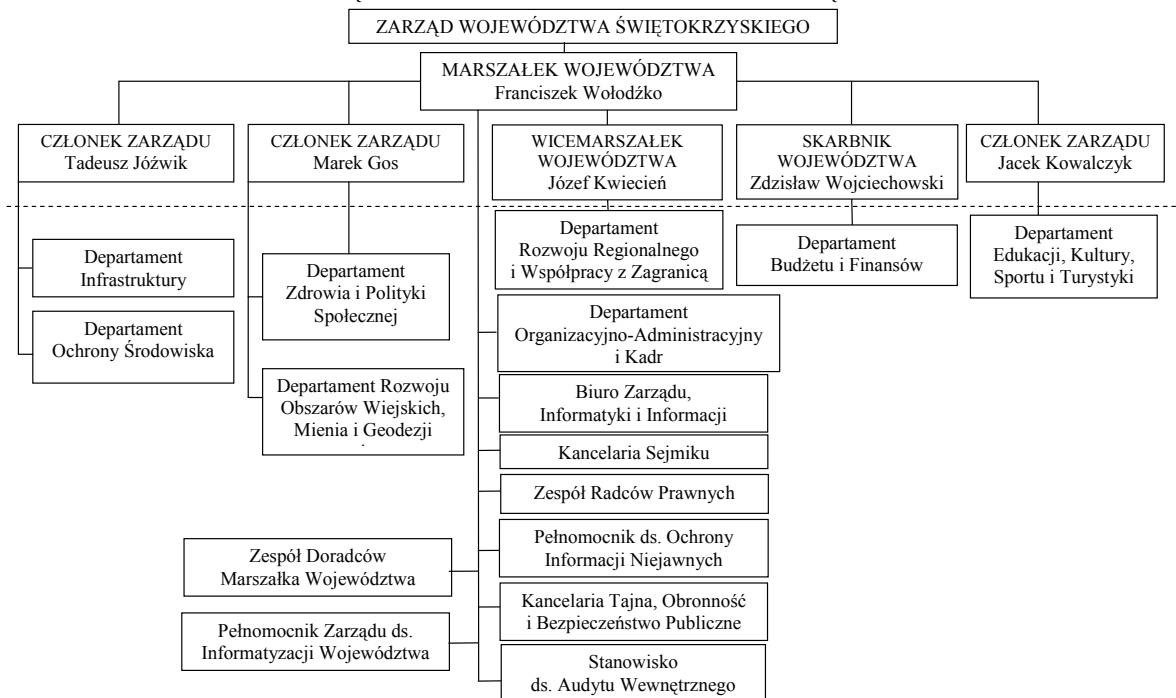 ZARZĄD WOJEWÓDZTWA ŚWIĘTOKRZYSKIEGO
MARSZAŁEK WOJEWÓDZTWA
Franciszek Wołodźko
CZŁONEK ZARZĄDU
Tadeusz Jóźwik
CZŁONEK ZARZĄDU
Marek Gos
WICEMARSZAŁEK
WOJEWÓDZTWA
Józef Kwiecień
SKARBNIK
WOJEWÓDZTWA
Zdzisław Wojciechowski
CZŁONEK ZARZĄDU
Jacek Kowalczyk
Departament
Infrastruktury
Departament
Ochrony Środowiska
Departament
Zdrowia i Polityki
Społecznej
Departament Rozwoju
Obszarów Wiejskich,
Mienia i Geodezji
Departament
Rozwoju Regionalnego
i Współpracy z Zagranicą
Departament
Budżetu i Finansów
Departament
Edukacji, Kultury,
Sportu i Turystyki
Departament
Organizacyjno-Administracyjny
i Kadr
Biuro Zarządu,
Informatyki i Informacji
Kancelaria Sejmiku
Zespół Radców Prawnych
Pełnomocnik ds. Ochrony
Informacji Niejawnych
Zespół Doradców
Marszałka Województwa
Kancelaria Tajna, Obronność
i Bezpieczeństwo Publiczne
Pełnomocnik Zarządu ds.
Informatyzacji Województwa
Stanowisko
ds. Audytu Wewnętrznego